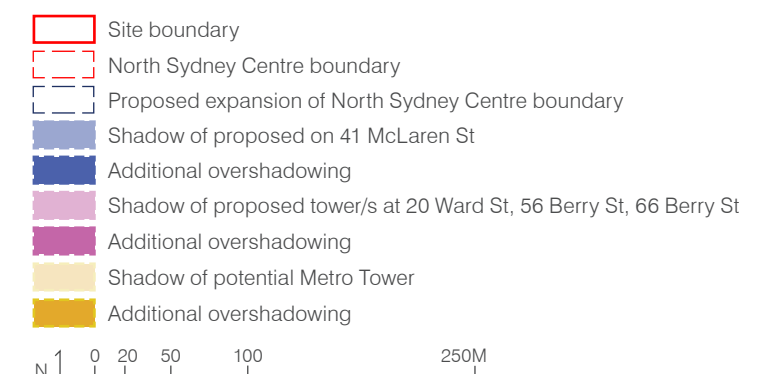 Site boundary
North Sydney Centre boundary
Proposed expansion of North Sydney Centre boundary
Shadow of proposed on 41 McLaren St
Additional overshadowing
Shadow of proposed tower/s at 20 Ward St, 56 Berry St, 66 Berry St
Additional overshadowing
Shadow of potential Metro Tower
Additional overshadowing
N 0 20 50 100 250M